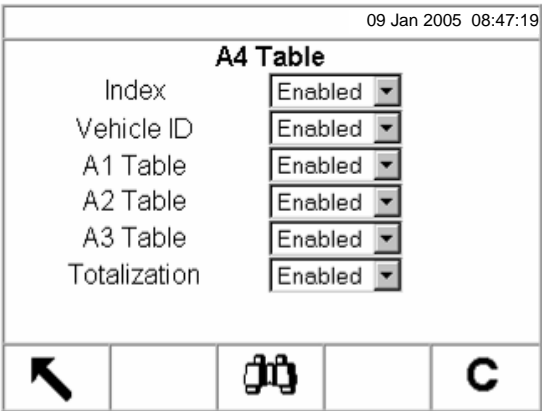 09 Jan 2005 08:47:19
A4 Table
Index Enabled
Vehicle ID Enabled
A1 Table Enabled
A2 Table Enabled
A3 Table Enabled
Totalization Enabled
C